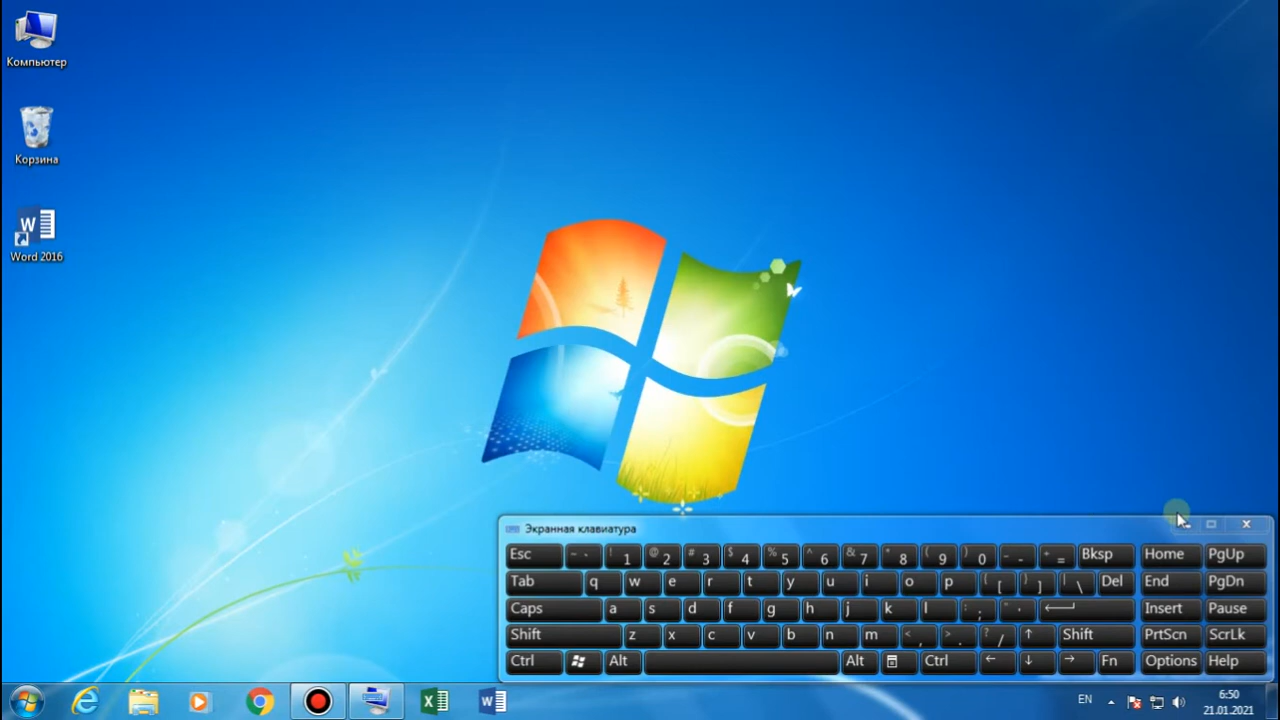 Компьютер
Корзина
W
Word 2016
Экранная клавиатура
Esc ~ ` ! 1 @ 2 # 3 $ 4 % 5 ^ 6 & 7 * 8 ( 9 ) 0 _ - + = Bksp Home PgUp
Tab q w e r t y u i o p { [ } ] | \ Del End PgDn
Caps a s d f g h j k l : ; " ' Insert Pause
Shift z x c v b n m < , > . ? / ↑ Shift PrtScn ScrLk
Ctrl Alt Alt Ctrl ← ↓ → Fn Options Help
EN 6:50
21.01.2021